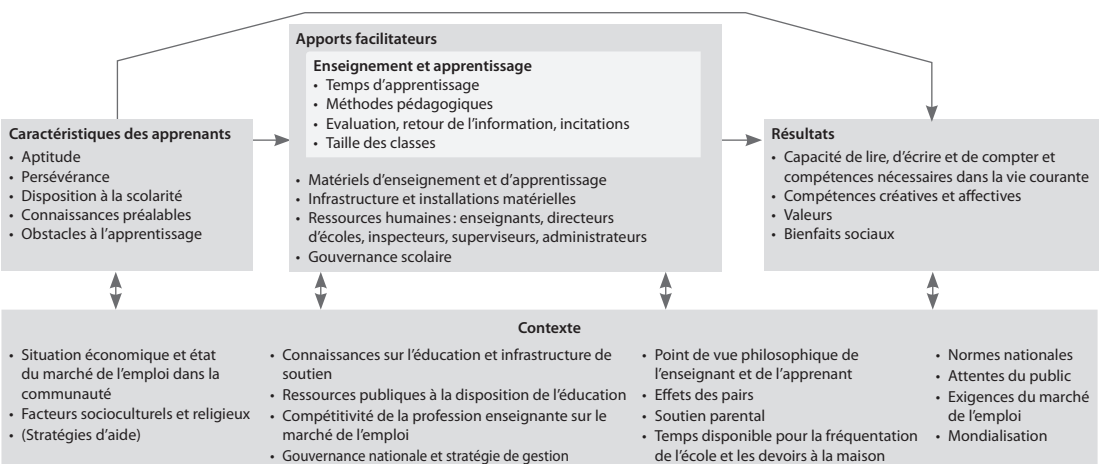 Apports facilitateurs
Enseignement et apprentissage
• Temps d'apprentissage
• Méthodes pédagogiques
• Evaluation, retour de l'information, incitations
• Taille des classes
• Matériels d'enseignement et d'apprentissage
• Infrastructure et installations matérielles
• Ressources humaines : enseignants, directeurs
d'écoles, inspecteurs, superviseurs, administrateurs
• Gouvernance scolaire
Caractéristiques des apprenants
• Aptitude
• Persévérance
• Disposition à la scolarité
• Connaissances préalables
• Obstacles à l'apprentissage
Résultats
• Capacité de lire, d'écrire et de compter et
compétences nécessaires dans la vie courante
• Compétences créatives et affectives
• Valeurs
• Bienfaits sociaux
Contexte
• Situation économique et état
du marché de l'emploi dans la
communauté
• Facteurs socioculturels et religieux
• (Stratégies d'aide)
• Connaissances sur l'éducation et infrastructure de
soutien
• Ressources publiques à la disposition de l'éducation
• Compétitivité de la profession enseignante sur le
marché de l'emploi
• Gouvernance nationale et stratégie de gestion
• Point de vue philosophique de
l'enseignant et de l'apprenant
• Effets des pairs
• Soutien parental
• Temps disponible pour la fréquentation
de l'école et les devoirs à la maison
• Normes nationales
• Attentes du public
• Exigences du marché
de l'emploi
• Mondialisation